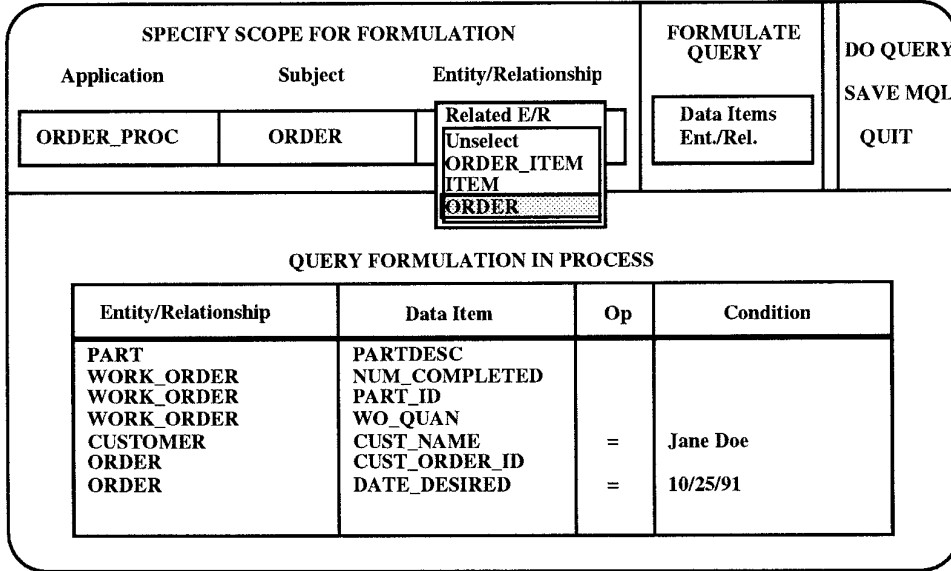 SPECIFY SCOPE FOR FORMULATION
Application Subject Entity/Relationship
ORDER_PROC ORDER
Related E/R
Unselect
ORDER_ITEM
ITEM
ORDER
FORMULATE
QUERY
Data Items
Ent./Rel.
DO QUERY
SAVE MQL
QUIT
QUERY FORMULATION IN PROCESS
Entity/Relationship Data Item Op Condition
PART PARTDESC
WORK_ORDER NUM_COMPLETED
WORK_ORDER PART_ID
WORK_ORDER WO_QUAN
CUSTOMER CUST_NAME = Jane Doe
ORDER CUST_ORDER_ID
ORDER DATE_DESIRED = 10/25/91